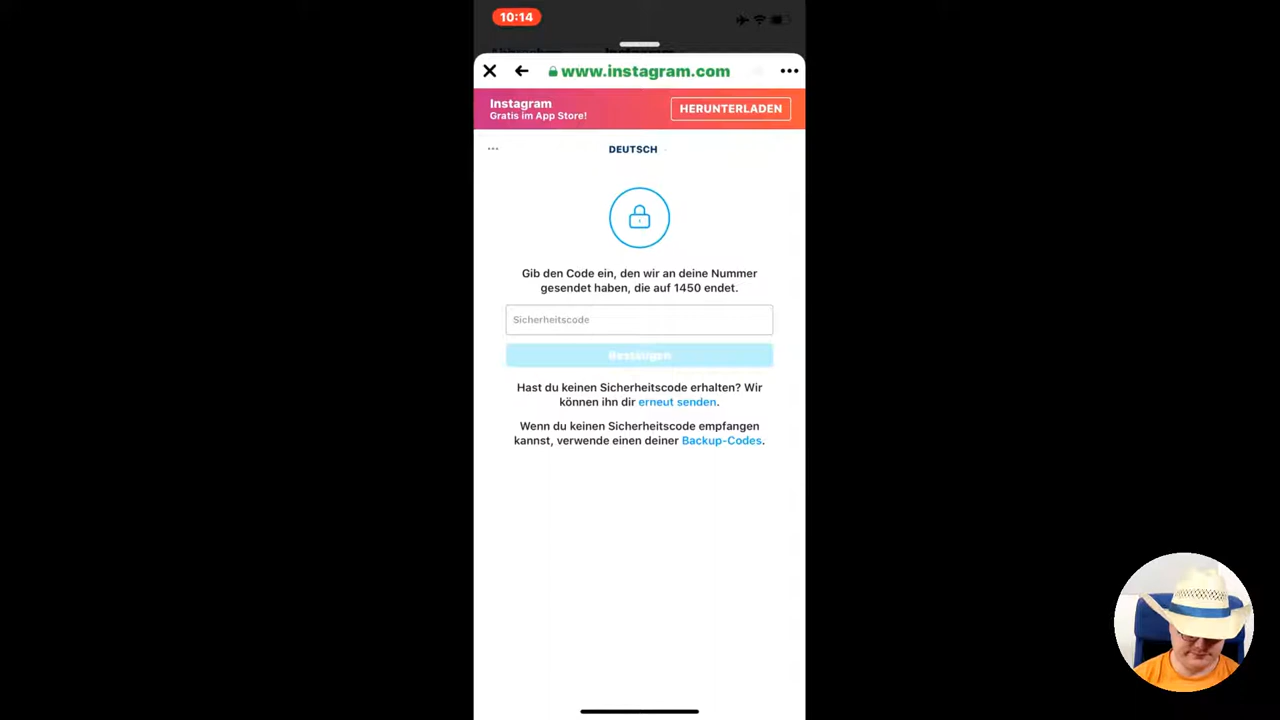 10:14
www.instagram.com
Instagram
Gratis im App Store!
HERUNTERLADEN
DEUTSCH
Gib den Code ein, den wir an deine Nummer
gesendet haben, die auf 1450 endet.
Sicherheitscode
Bestätigen
Hast du keinen Sicherheitscode erhalten? Wir
können ihn dir erneut senden.
Wenn du keinen Sicherheitscode empfangen
kannst, verwende einen deiner Backup-Codes.